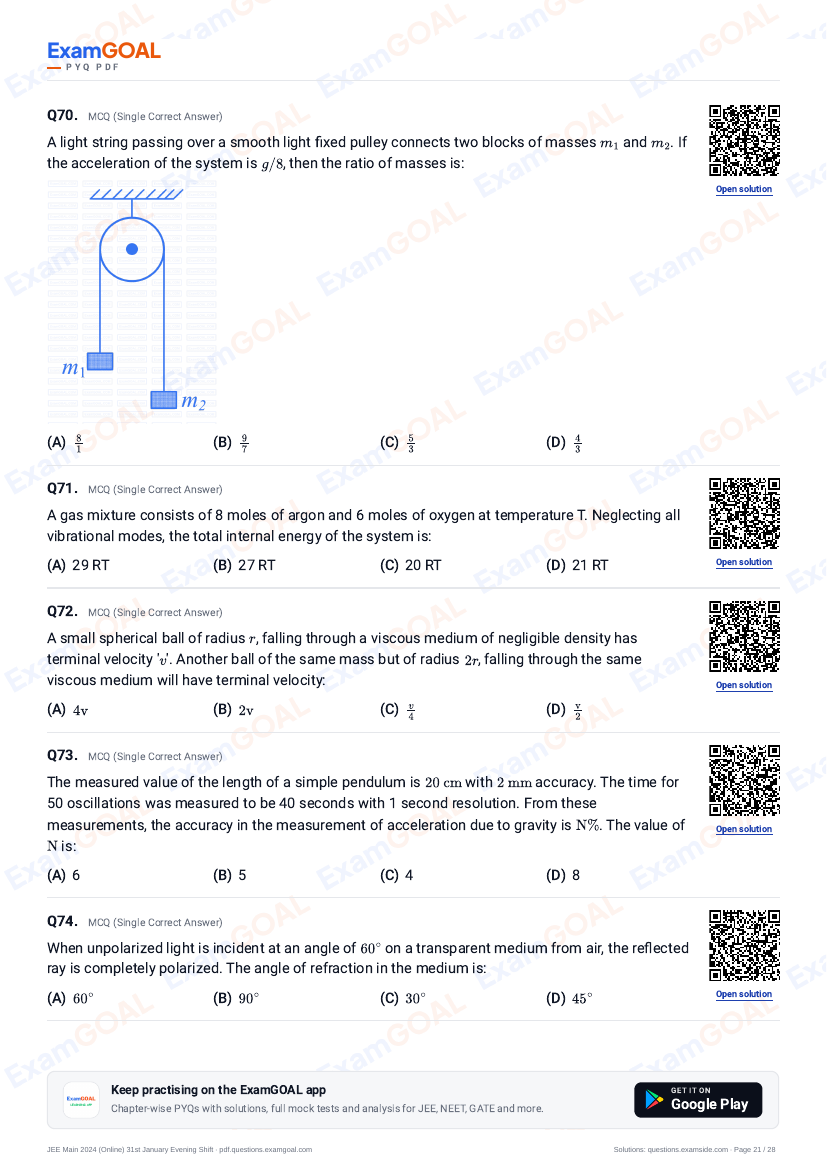 ExamGOAL
PYQ PDF
Q70. MCQ (Single Correct Answer)
A light string passing over a smooth light fixed pulley connects two blocks of masses m₁ and m₂. If
the acceleration of the system is g/8, then the ratio of masses is:
Open solution
m₁
m₂
(A) 8/1 (B) 9/7 (C) 5/3 (D) 4/3
Q71. MCQ (Single Correct Answer)
A gas mixture consists of 8 moles of argon and 6 moles of oxygen at temperature T. Neglecting all
vibrational modes, the total internal energy of the system is:
(A) 29 RT (B) 27 RT (C) 20 RT (D) 21 RT
Open solution
Q72. MCQ (Single Correct Answer)
A small spherical ball of radius r, falling through a viscous medium of negligible density has
terminal velocity 'v'. Another ball of the same mass but of radius 2r, falling through the same
viscous medium will have terminal velocity:
Open solution
(A) 4v (B) 2v (C) v/4 (D) v/2
Q73. MCQ (Single Correct Answer)
The measured value of the length of a simple pendulum is 20 cm with 2 mm accuracy. The time for
50 oscillations was measured to be 40 seconds with 1 second resolution. From these
measurements, the accuracy in the measurement of acceleration due to gravity is N%. The value of
N is:
Open solution
(A) 6 (B) 5 (C) 4 (D) 8
Q74. MCQ (Single Correct Answer)
When unpolarized light is incident at an angle of 60° on a transparent medium from air, the reflected
ray is completely polarized. The angle of refraction in the medium is:
(A) 60° (B) 90° (C) 30° (D) 45°
Open solution
ExamGOAL
Keep practising on the ExamGOAL app
Chapter-wise PYQs with solutions, full mock tests and analysis for JEE, NEET, GATE and more.
GET IT ON
Google Play
JEE Main 2024 (Online) 31st January Evening Shift · pdf.questions.examgoal.com
Solutions: questions.examside.com · Page 21 / 28